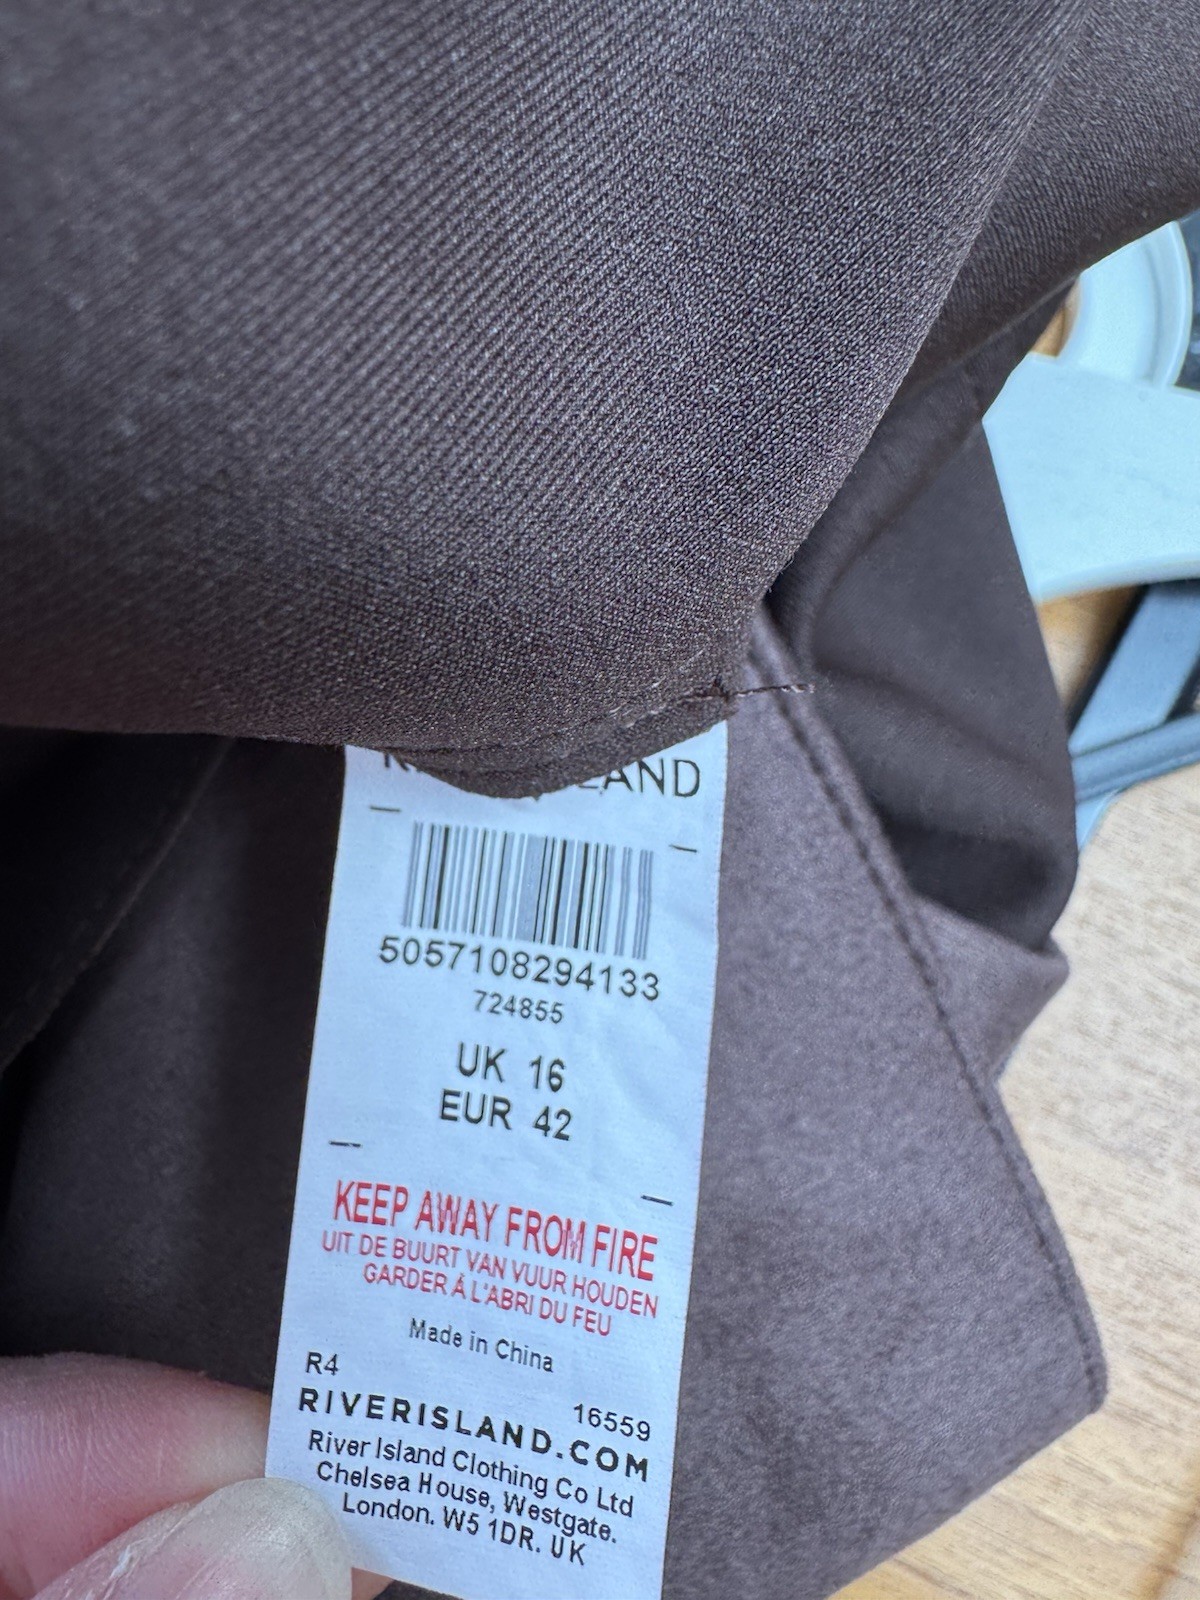 AND
5057108294133
724855
UK 16
EUR 42
KEEP AWAY FROM FIRE
UIT DE BUURT VAN VUUR HOUDEN
GARDER Á L'ABRI DU FEU
Made in China
R4
16559
RIVERISLAND.COM
River Island Clothing Co Ltd
Chelsea House, Westgate.
London. W5 1DR. UK